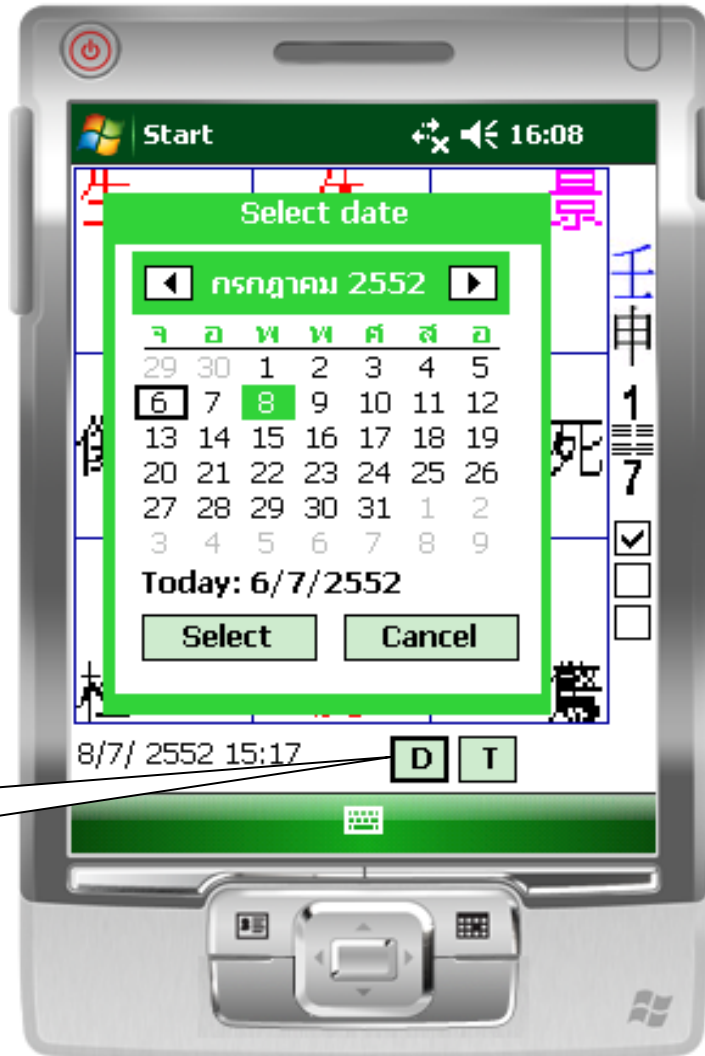 Start 16:08
生 生 景
Select date
กรกฎาคม 2552
จ อ พ พ ศ ส อ
29 30 1 2 3 4 5
6 7 8 9 10 11 12
13 14 15 16 17 18 19
20 21 22 23 24 25 26
27 28 29 30 31 1 2
3 4 5 6 7 8 9
Today: 6/7/2552
Select Cancel
壬
申
1
7
死
8/7/ 2552 15:17 D T